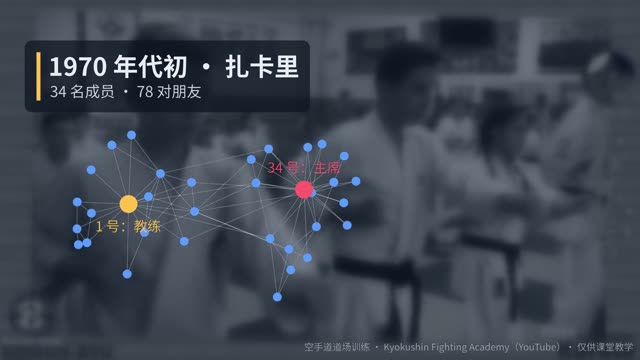 1970 年代初 · 扎卡里
34 名成员 · 78 对朋友
34 号：主席
1 号：教练
空手道道场训练 · Kyokushin Fighting Academy（YouTube）· 仅供课堂教学